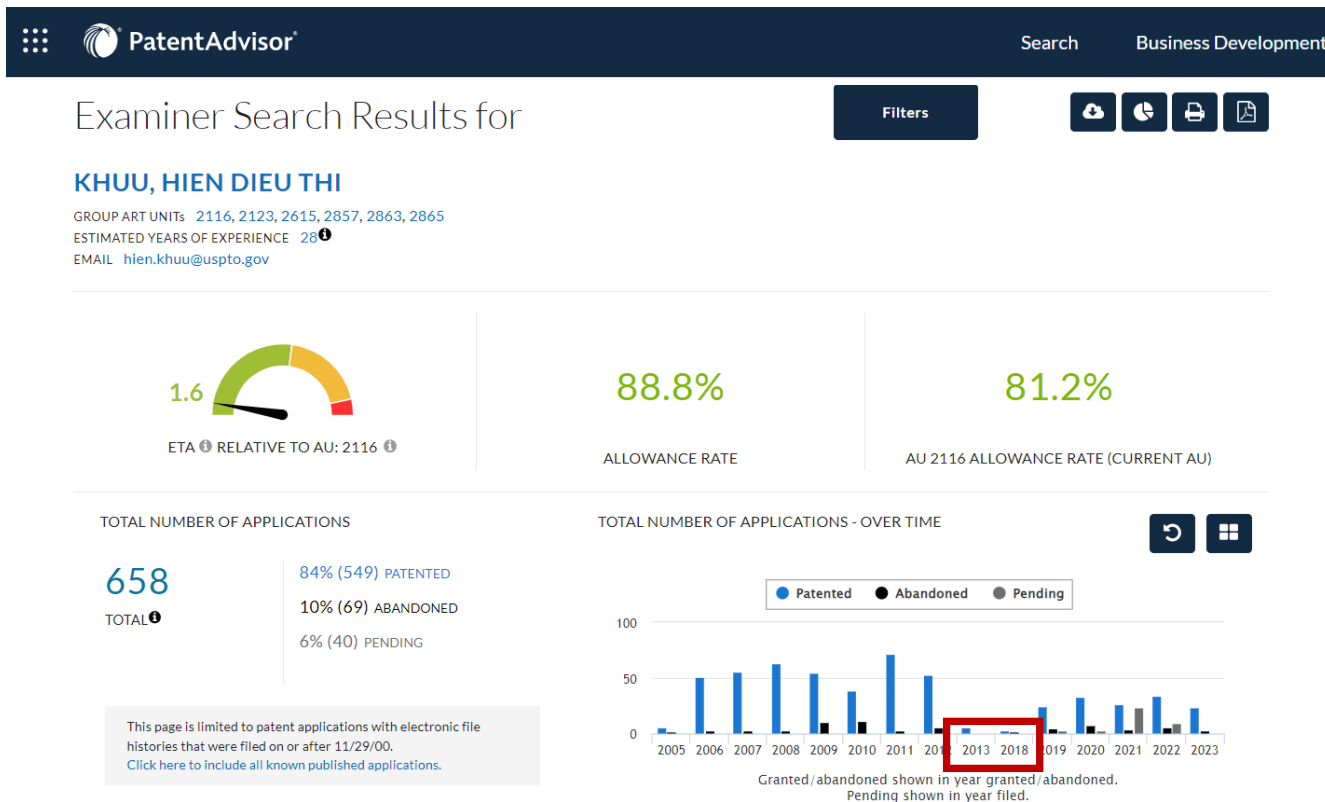 PatentAdvisor®
Search
Business Development
Examiner Search Results for
Filters
KHUU, HIEN DIEU THI
GROUP ART UNITs 2116, 2123, 2615, 2857, 2863, 2865
ESTIMATED YEARS OF EXPERIENCE 28
EMAIL hien.khuu@uspto.gov
1.6
ETA RELATIVE TO AU: 2116
88.8%
ALLOWANCE RATE
81.2%
AU 2116 ALLOWANCE RATE (CURRENT AU)
TOTAL NUMBER OF APPLICATIONS
658
TOTAL
84% (549) PATENTED
10% (69) ABANDONED
6% (40) PENDING
This page is limited to patent applications with electronic file
histories that were filed on or after 11/29/00.
Click here to include all known published applications.
TOTAL NUMBER OF APPLICATIONS - OVER TIME
Patented Abandoned Pending
100
50
0
2005 2006 2007 2008 2009 2010 2011 2012 2013 2018 2019 2020 2021 2022 2023
Granted/abandoned shown in year granted/abandoned.
Pending shown in year filed.